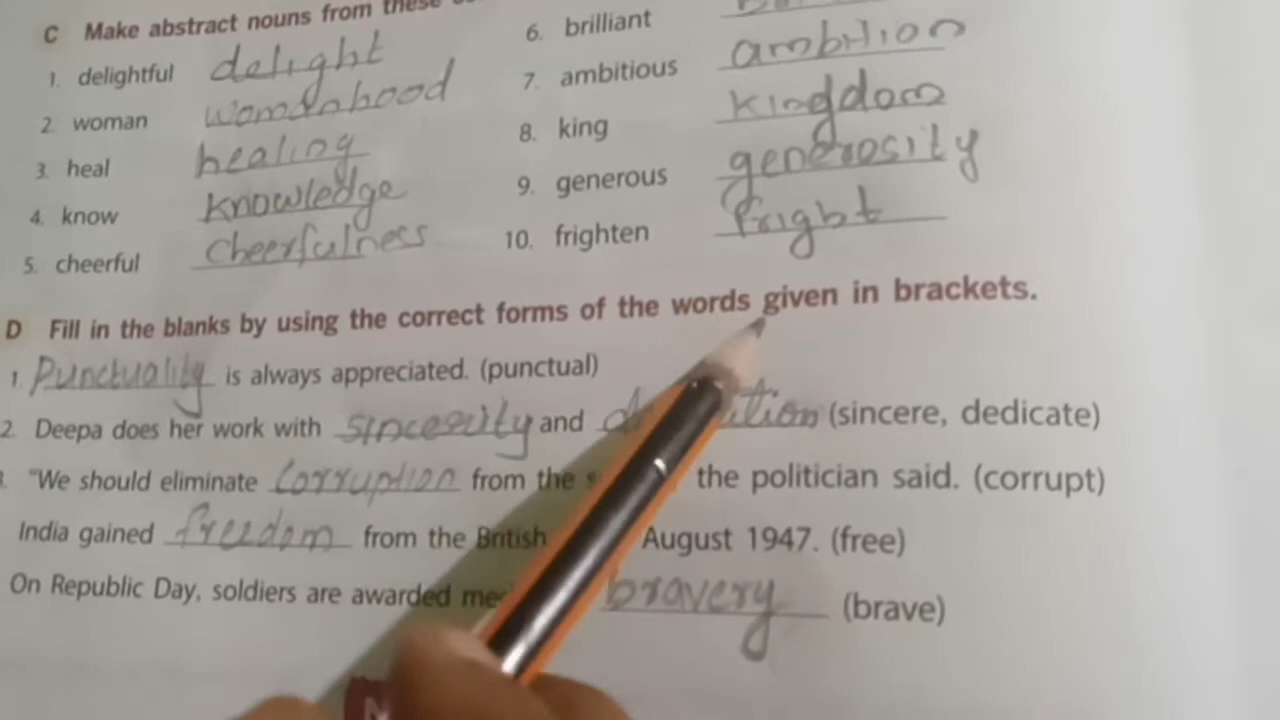 C Make abstract nouns from these
1. delightful delight
2. woman womanhood
3. heal healing
4. know knowledge
5. cheerful cheerfulness
6. brilliant
7. ambitious ambition
8. king kingdom
9. generous generosity
10. frighten fright
D Fill in the blanks by using the correct forms of the words given in brackets.
1. Punctuality is always appreciated. (punctual)
2. Deepa does her work with sincerity and (sincere, dedicate)
"We should eliminate Corruption from the the politician said. (corrupt)
India gained freedom from the British August 1947. (free)
On Republic Day, soldiers are awarded bravery (brave)